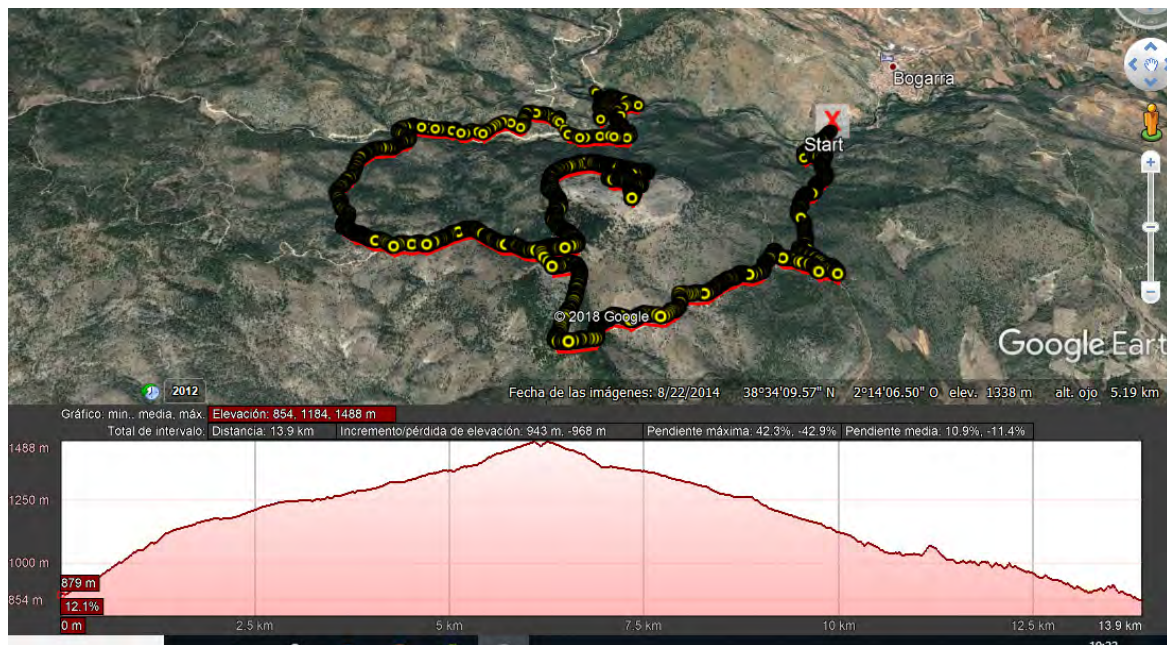 Bogarra
Start
© 2018 Google
Google Eart
2012
Fecha de las imágenes: 8/22/2014 38°34'09.57" N 2°14'06.50" O elev. 1338 m alt. ojo 5.19 km
Gráfico: min., media, máx. Elevación: 854, 1184, 1488 m
Total de intervalo: Distancia: 13.9 km Incremento/pérdida de elevación: 943 m, -968 m Pendiente máxima: 42.3%, -42.9% Pendiente media: 10.9%, -11.4%
1488 m
1250 m
1000 m
879 m
854 m
12.1%
0 m 2.5 km 5 km 7.5 km 10 km 12.5 km 13.9 km